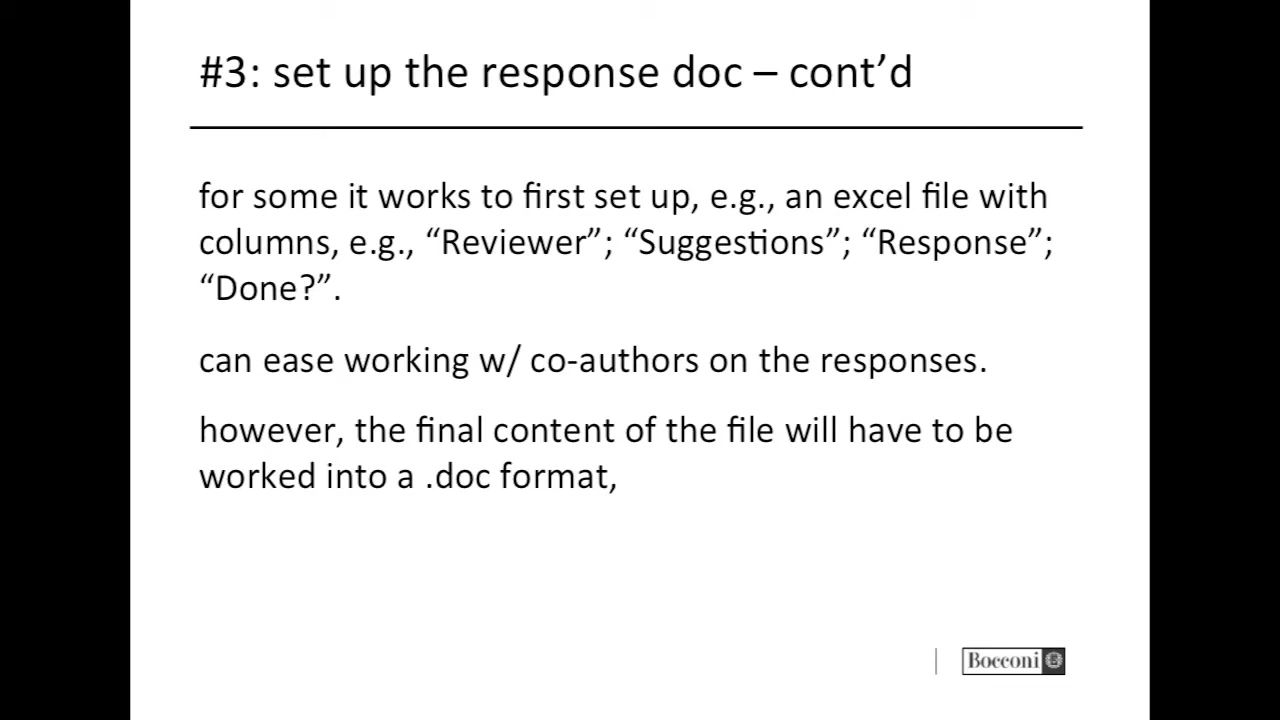 #3: set up the response doc – cont’d
for some it works to first set up, e.g., an excel file with
columns, e.g., “Reviewer”; “Suggestions”; “Response”;
“Done?”.
can ease working w/ co-authors on the responses.
however, the final content of the file will have to be
worked into a .doc format,
Bocconi